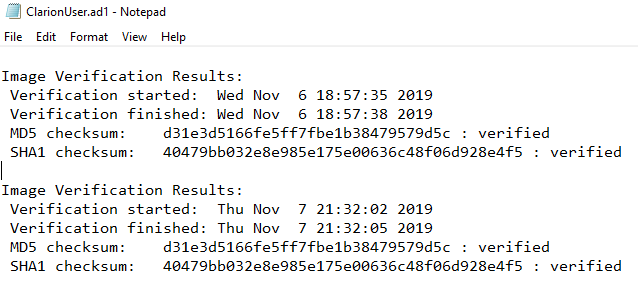 ClarionUser.ad1 - Notepad
File Edit Format View Help
Image Verification Results:
Verification started: Wed Nov 6 18:57:35 2019
Verification finished: Wed Nov 6 18:57:38 2019
MD5 checksum: d31e3d5166fe5ff7fbe1b38479579d5c : verified
SHA1 checksum: 40479bb032e8e985e175e00636c48f06d928e4f5 : verified
Image Verification Results:
Verification started: Thu Nov 7 21:32:02 2019
Verification finished: Thu Nov 7 21:32:05 2019
MD5 checksum: d31e3d5166fe5ff7fbe1b38479579d5c : verified
SHA1 checksum: 40479bb032e8e985e175e00636c48f06d928e4f5 : verified